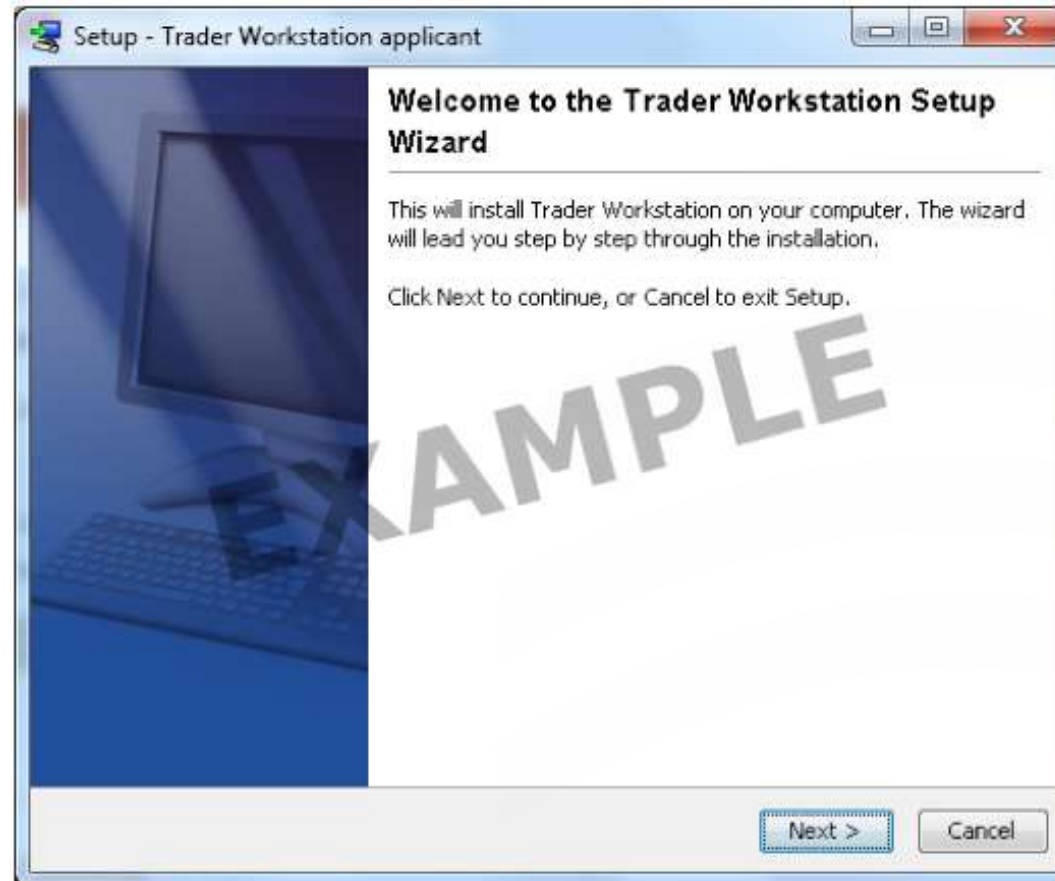 Setup - Trader Workstation applicant
Welcome to the Trader Workstation Setup
Wizard
This will install Trader Workstation on your computer. The wizard
will lead you step by step through the installation.
Click Next to continue, or Cancel to exit Setup.
EXAMPLE
Next >
Cancel